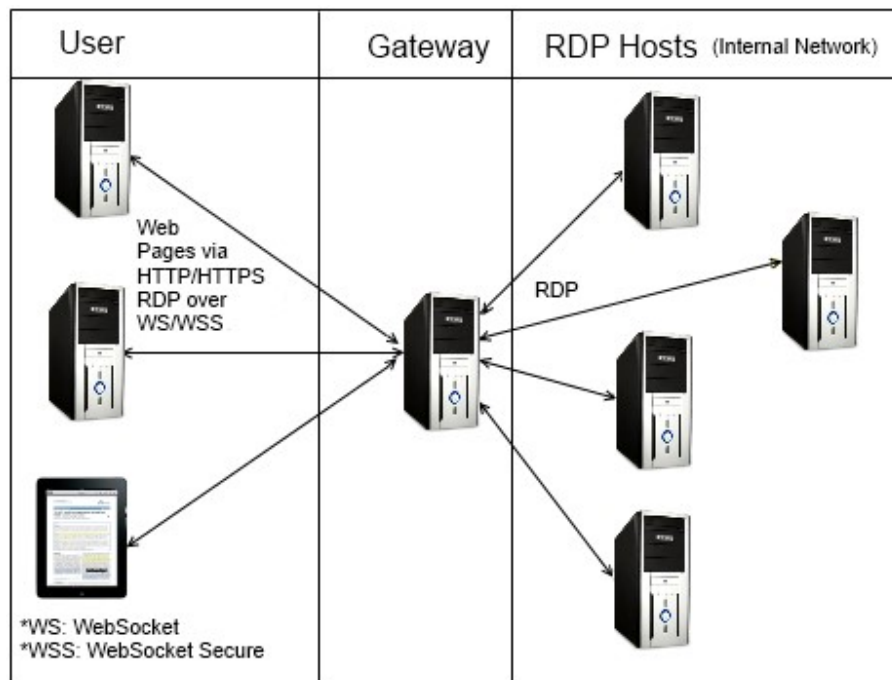 User
Gateway
RDP Hosts (Internal Network)
Web
Pages via
HTTP/HTTPS
RDP over
WS/WSS
RDP
*WS: WebSocket
*WSS: WebSocket Secure